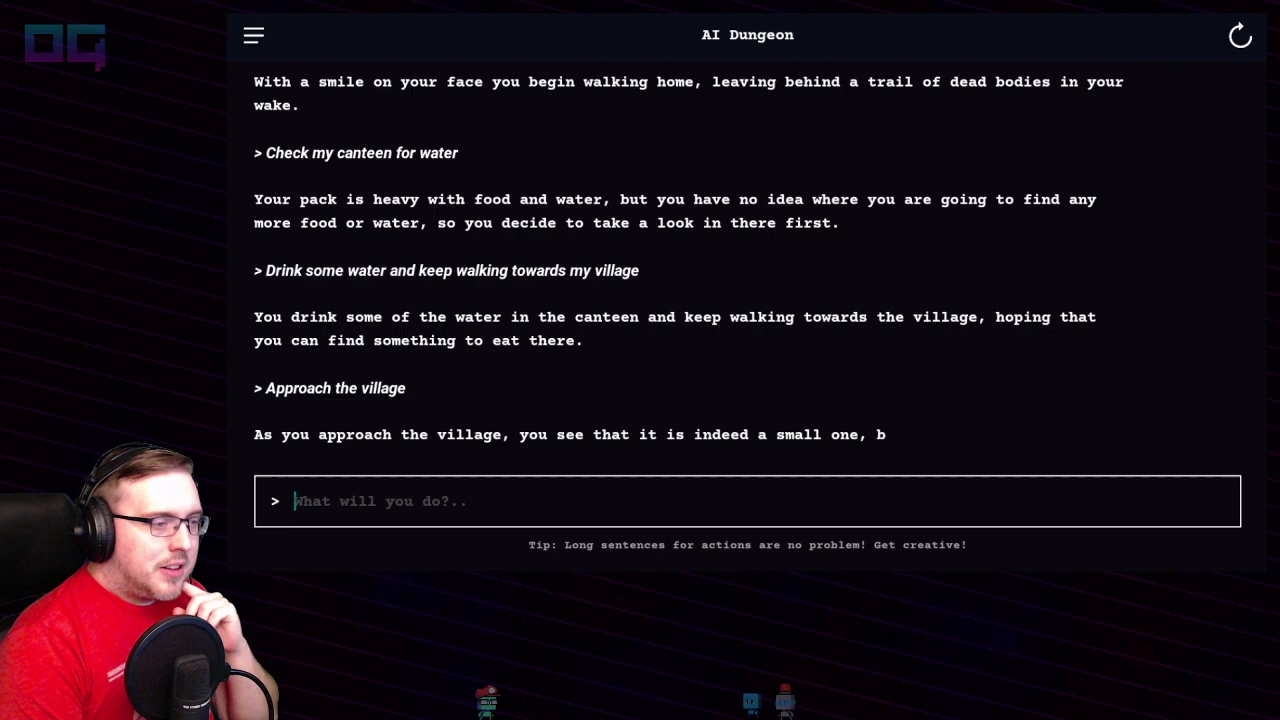 OG
AI Dungeon
With a smile on your face you begin walking home, leaving behind a trail of dead bodies in your
wake.
> Check my canteen for water
Your pack is heavy with food and water, but you have no idea where you are going to find any
more food or water, so you decide to take a look in there first.
> Drink some water and keep walking towards my village
You drink some of the water in the canteen and keep walking towards the village, hoping that
you can find something to eat there.
> Approach the village
As you approach the village, you see that it is indeed a small one, b
> What will you do?..
Tip: Long sentences for actions are no problem! Get creative!